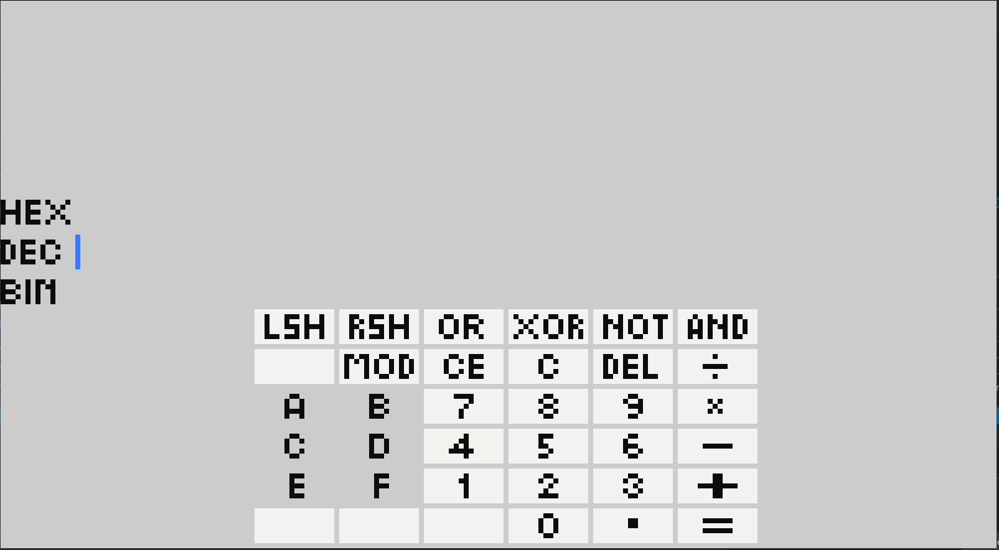 HEX
DEC
BIN
LSH RSH OR XOR NOT AND
MOD CE C DEL ÷
A B 7 8 9 ×
C D 4 5 6 −
E F 1 2 3 +
0 . =